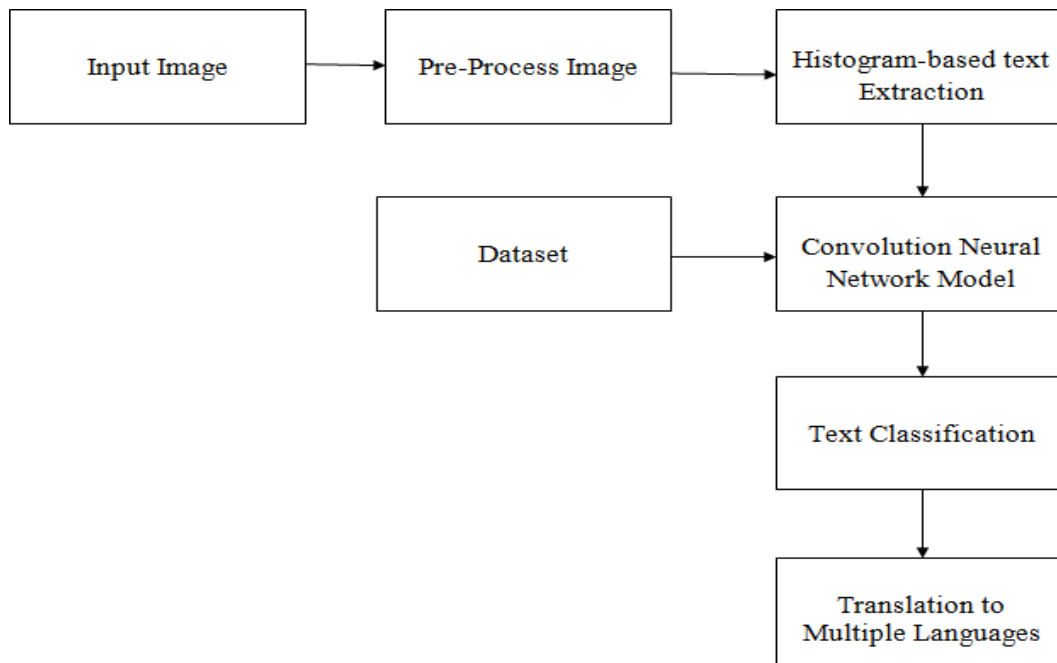 Input Image
Pre-Process Image
Histogram-based text
Extraction
Dataset
Convolution Neural
Network Model
Text Classification
Translation to
Multiple Languages